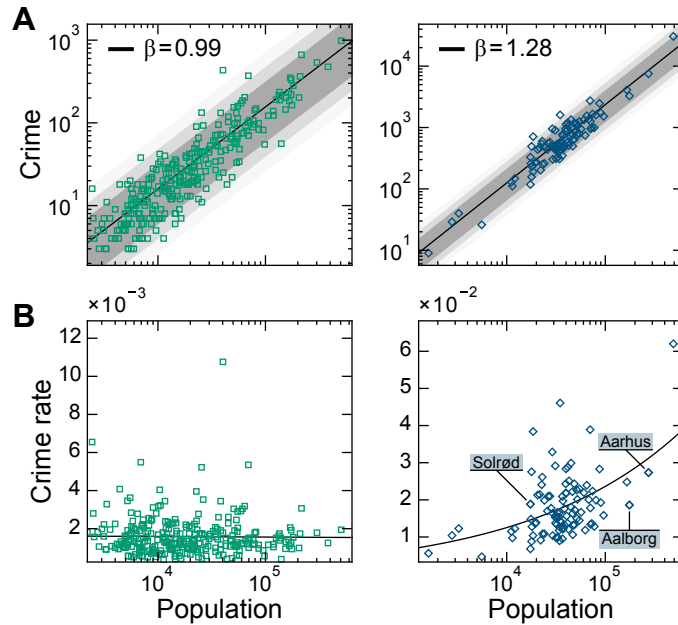 A
β=0.99
β=1.28
10³
10²
10¹
Crime
10⁴
10³
10²
10¹
B
×10⁻³
×10⁻²
12
10
8
6
4
2
Crime rate
6
5
4
3
2
1
Solrød
Aarhus
Aalborg
10⁴
10⁵
10⁴
10⁵
Population
Population